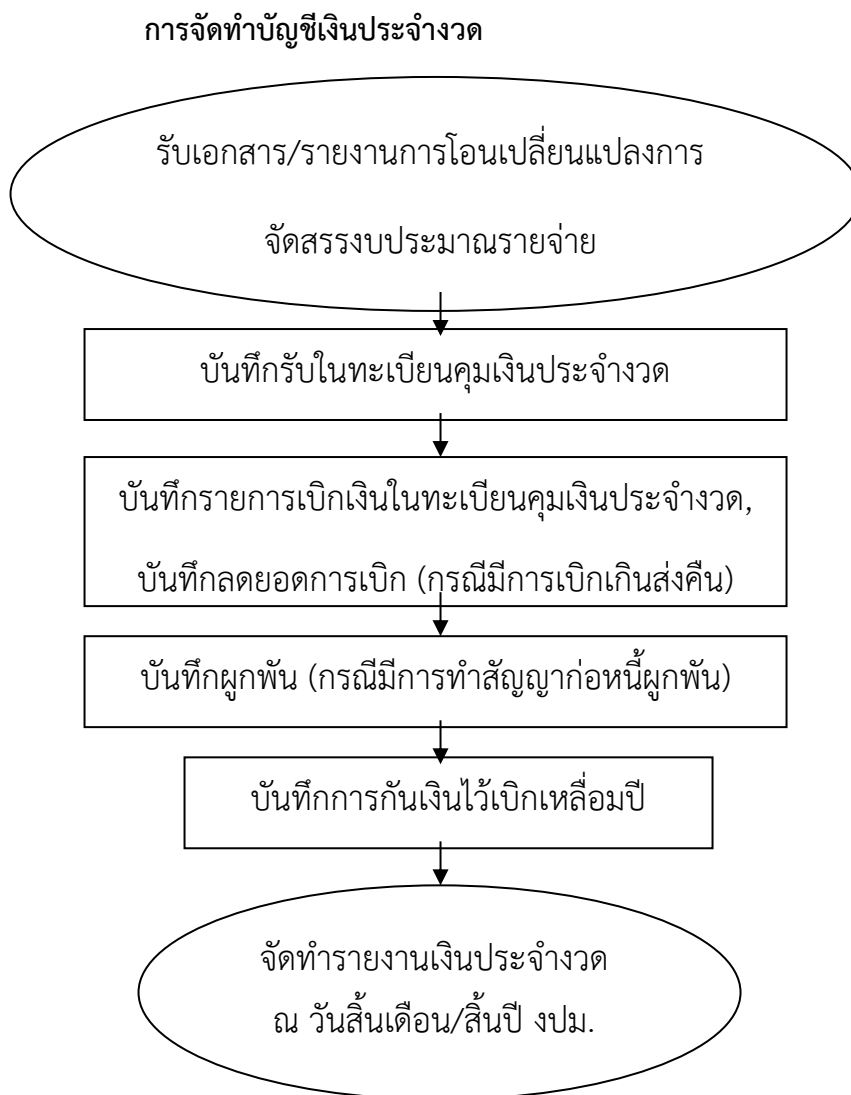 การจัดทำบัญชีเงินประจำงวด
รับเอกสาร/รายงานการโอนเปลี่ยนแปลงการ
จัดสรรงบประมาณรายจ่าย
บันทึกรับในทะเบียนคุมเงินประจำงวด
บันทึกรายการเบิกเงินในทะเบียนคุมเงินประจำงวด,
บันทึกลดยอดการเบิก (กรณีมีการเบิกเกินส่งคืน)
บันทึกผูกพัน (กรณีมีการทำสัญญาก่อหนี้ผูกพัน)
บันทึกการกันเงินไว้เบิกเหลื่อมปี
จัดทำรายงานเงินประจำงวด
ณ วันสิ้นเดือน/สิ้นปี งปม.